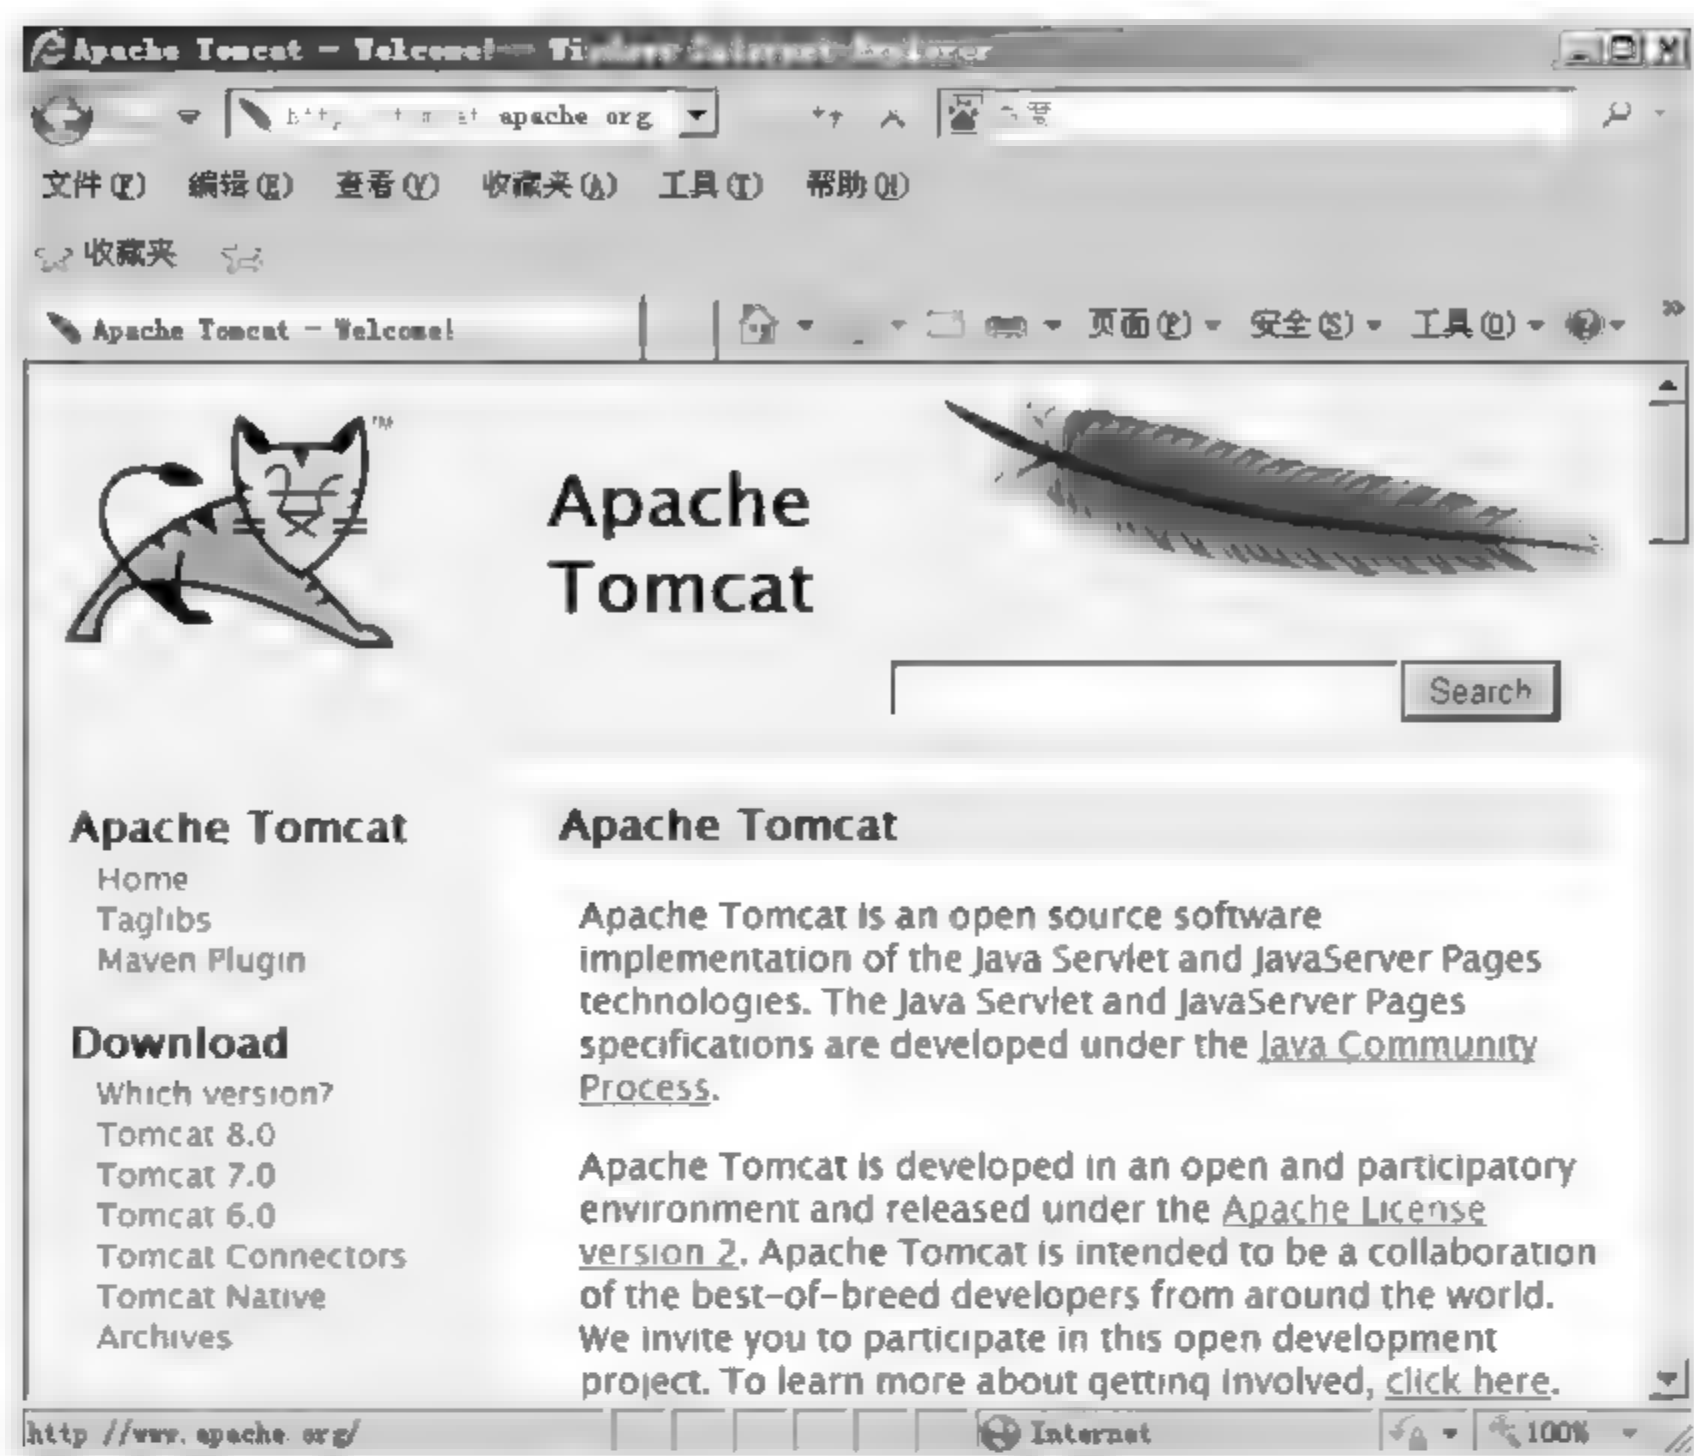 Apache Tomcat - Welcome! - Windows Internet Explorer
apache org
文件(F) 编辑(E) 查看(V) 收藏夹(A) 工具(T) 帮助(H)
收藏夹
Apache Tomcat - Welcome! 页面(P) 安全(S) 工具(O) »
TM
Apache
Tomcat
Search
Apache Tomcat
Home
Taglibs
Maven Plugin
Download
Which version?
Tomcat 8.0
Tomcat 7.0
Tomcat 6.0
Tomcat Connectors
Tomcat Native
Archives
Apache Tomcat
Apache Tomcat is an open source software
implementation of the Java Servlet and JavaServer Pages
technologies. The Java Servlet and JavaServer Pages
specifications are developed under the Java Community
Process.
Apache Tomcat is developed in an open and participatory
environment and released under the Apache License
version 2. Apache Tomcat is intended to be a collaboration
of the best-of-breed developers from around the world.
We invite you to participate in this open development
project. To learn more about getting involved, click here.
http //www. apache. org/ Internet 100%